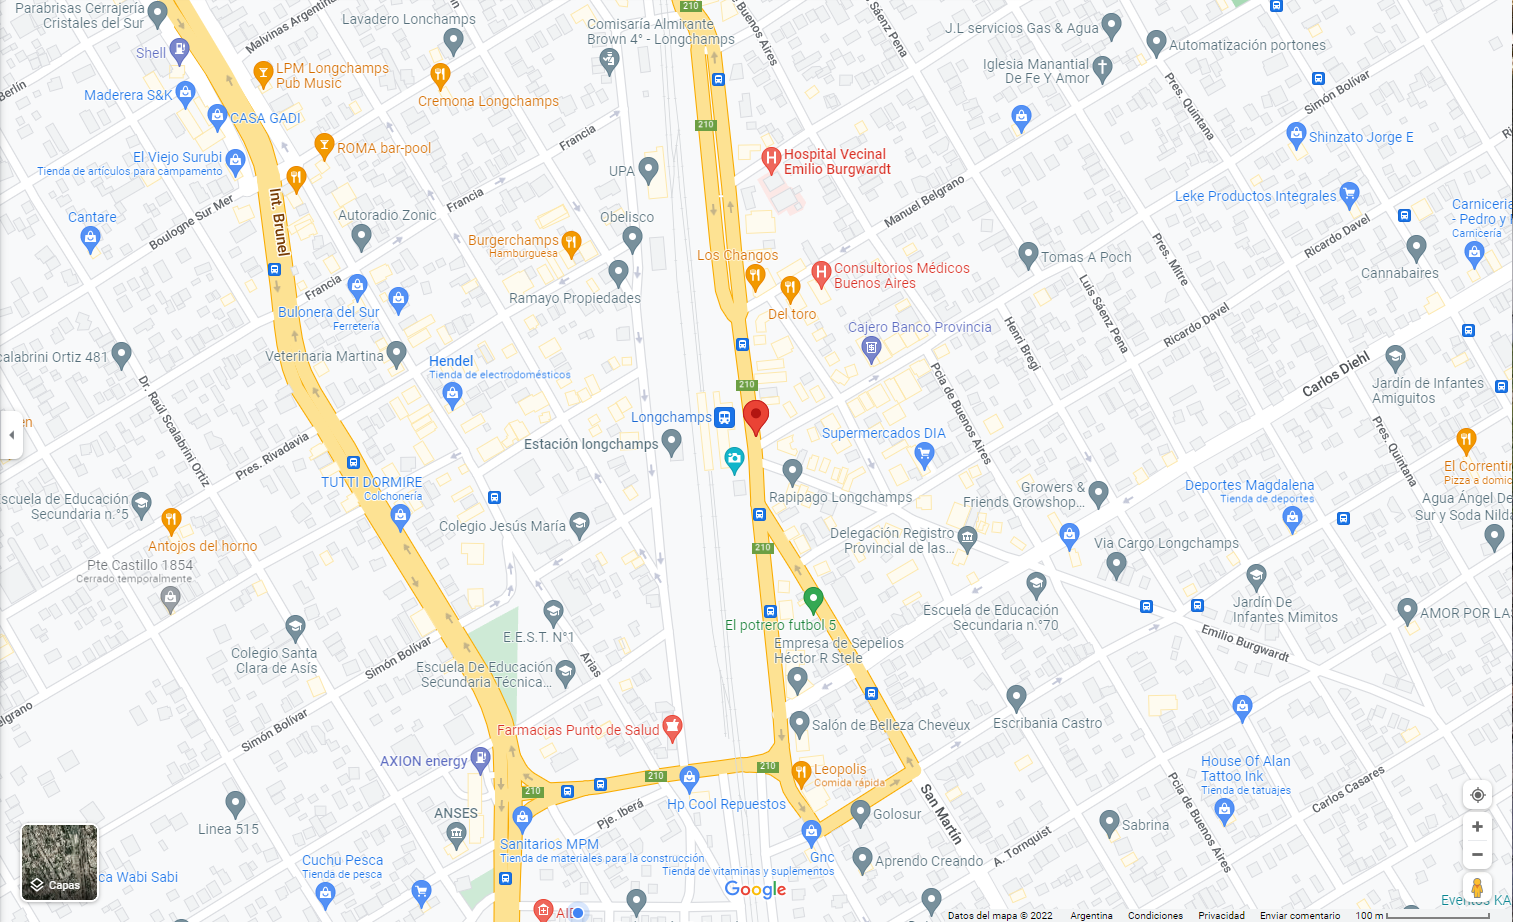 Parabrisas Cerrajería
Cristales del Sur
Malvinas Argentinas
Lavadero Longchamps
Comisaría Almirante
Brown 4° - Longchamps
210
Buenos Aires
Sáenz Pena
J.L servicios Gas & Agua
Automatización portones
Shell
LPM Longchamps
Pub Music
Iglesia Manantial
De Fe Y Amor
Berlín
Maderera S&K
Cremona Longchamps
Pres. Quintana
Simón Bolívar
CASA GADI
210
Francia
Shinzato Jorge E
ROMA bar-pool
El Viejo Surubi
Tienda de artículos para campamento
Hospital Vecinal
Emilio Burgwardt
UPA
Int. Brunel
Francia
Manuel Belgrano
Leke Productos Integrales
Carnicería
- Pedro y
Carnicería
Cantare
Boulogne Sur Mer
Autoradio Zonic
Obelisco
Ricardo Davel
Burgerchamps
Hamburguesa
Pres. Mitre
Los Changos
Tomas A Poch
Consultorios Médicos
Buenos Aires
Cannabaires
Francia
Ramayo Propiedades
Luis Sáenz Pena
Bulonera del Sur
Ferretería
Del toro
Ricardo Davel
Cajero Banco Provincia
Henri Bregi
calabrini Ortiz 481
Veterinaria Martina
Hendel
Tienda de electrodomésticos
Carlos Diehl
Pcia de Buenos Aires
Jardín de Infantes
Amiguitos
210
Dr. Raúl Scalabrini Ortiz
Longchamps
en
Pres. Rivadavia
Estación longchamps
Supermercados DIA
Pres. Quintana
El Correntin
Pizza a domic
TUTTI DORMIRE
Colchonería
Rapipago Longchamps
Growers &
Friends Growshop...
Deportes Magdalena
Tienda de deportes
Agua Ángel De
Sur y Soda Nilda
scuela de Educación
Secundaria n.°5
Colegio Jesús María
Antojos del horno
Delegación Registro
Provincial de las...
Via Cargo Longchamps
210
Pte Castillo 1854
Cerrado temporalmente
Escuela de Educación
Secundaria n.°70
Jardín De
Infantes Mimitos
AMOR POR LAS
El potrero futbol 5
E.E.S.T. N°1
Emilio Burgwardt
Colegio Santa
Clara de Asís
Simón Bolívar
Arias
Empresa de Sepelios
Héctor R Stele
Escuela De Educación
Secundaria Técnica...
elgrano
Simón Bolívar
Farmacias Punto de Salud
Salón de Belleza Cheveux
Escribania Castro
AXION energy
210
210
210
Leopolis
Comida rápida
House Of Alan
Tattoo Ink
Tienda de tatuajes
Carlos Casares
Hp Cool Repuestos
San Martín
Pcia de Buenos Aires
Linea 515
ANSES
Pje. Iberá
Golosur
Sabrina
A. Tornquist
Sanitarios MPM
Tienda de materiales para la construcción
Gnc
Tienda de vitaminas y suplementos
Aprendo Creando
Cuchu Pesca
Tienda de pesca
ca Wabi Sabi
Capas
Google
Eventos KA
AID
Datos del mapa © 2022
Argentina
Condiciones
Privacidad
Enviar comentario
100 m